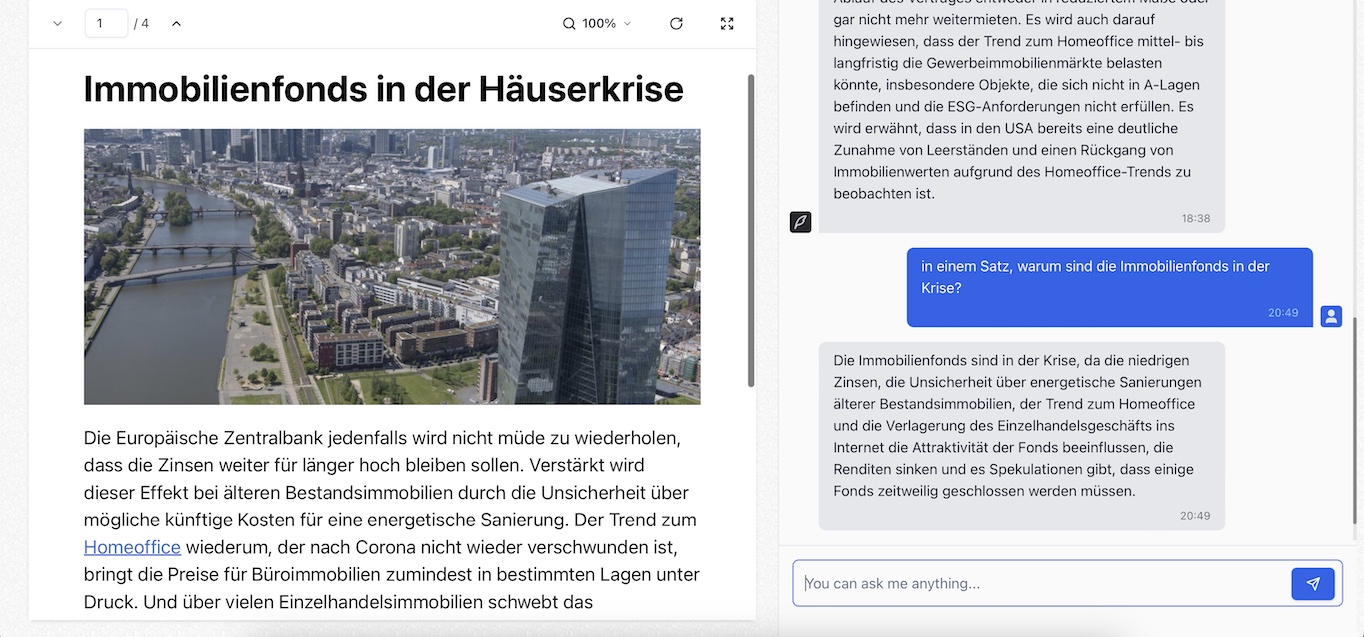 1 / 4
100%
Immobilienfonds in der Häuserkrise
Die Europäische Zentralbank jedenfalls wird nicht müde zu wiederholen,
dass die Zinsen weiter für länger hoch bleiben sollen. Verstärkt wird
dieser Effekt bei älteren Bestandsimmobilien durch die Unsicherheit über
mögliche künftige Kosten für eine energetische Sanierung. Der Trend zum
Homeoffice wiederum, der nach Corona nicht wieder verschwunden ist,
bringt die Preise für Büroimmobilien zumindest in bestimmten Lagen unter
Druck. Und über vielen Einzelhandelsimmobilien schwebt das
gar nicht mehr weitermieten. Es wird auch darauf
hingewiesen, dass der Trend zum Homeoffice mittel- bis
langfristig die Gewerbeimmobilienmärkte belasten
könnte, insbesondere Objekte, die sich nicht in A-Lagen
befinden und die ESG-Anforderungen nicht erfüllen. Es
wird erwähnt, dass in den USA bereits eine deutliche
Zunahme von Leerständen und einen Rückgang von
Immobilienwerten aufgrund des Homeoffice-Trends zu
beobachten ist.
18:38
in einem Satz, warum sind die Immobilienfonds in der
Krise?
20:49
Die Immobilienfonds sind in der Krise, da die niedrigen
Zinsen, die Unsicherheit über energetische Sanierungen
älterer Bestandsimmobilien, der Trend zum Homeoffice
und die Verlagerung des Einzelhandelsgeschäfts ins
Internet die Attraktivität der Fonds beeinflussen, die
Renditen sinken und es Spekulationen gibt, dass einige
Fonds zeitweilig geschlossen werden müssen.
20:49
You can ask me anything...